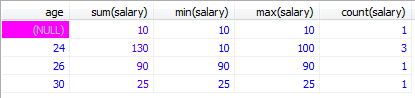 age sum(salary) min(salary) max(salary) count(salary)
(NULL) 10 10 10 1
24 130 10 100 3
26 90 90 90 1
30 25 25 25 1